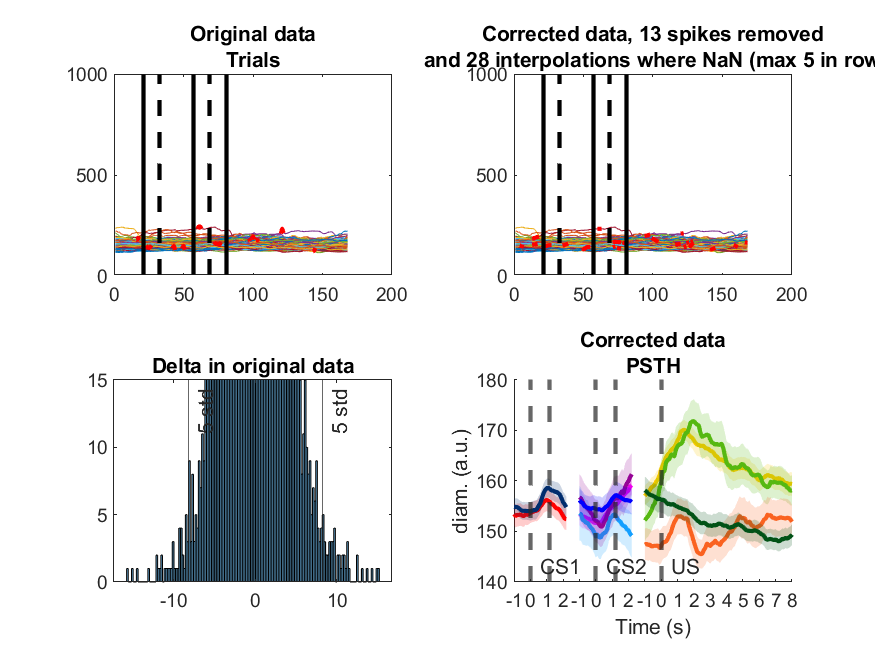 Original data
Trials
1000
500
0
0 50 100 150 200
Corrected data, 13 spikes removed
and 28 interpolations where NaN (max 5 in row
1000
500
0
0 50 100 150 200
Delta in original data
15
10
5
0
5 std
5 std
-10 0 10
Corrected data
PSTH
180
170
160
150
140
diam. (a.u.)
CS1 CS2 US
-1 0 1 2 -1 0 1 2 -1 0 1 2 3 4 5 6 7 8
Time (s)